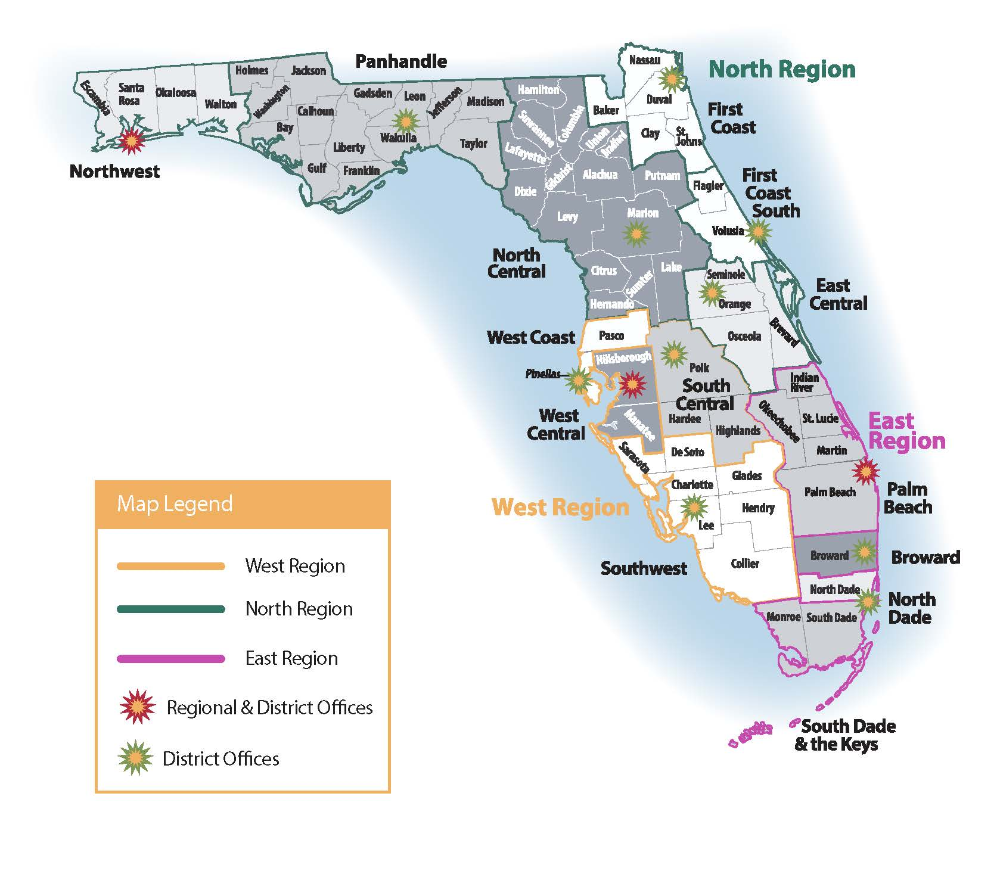 Panhandle
North Region
Nassau
Holmes
Jackson
Escambia
Santa
Rosa
Okaloosa
Walton
Washington
Gadsden
Leon
Jefferson
Madison
Hamilton
Baker
Duval
First
Coast
Calhoun
Bay
Wakulla
Liberty
Taylor
Suwannee
Columbia
Union
Bradford
Clay
St.
Johns
Lafayette
Northwest
Gulf
Franklin
Dixie
Gilchrist
Alachua
Putnam
Flagler
First
Coast
South
Levy
Marion
Volusia
North
Central
Citrus
Sumter
Lake
Seminole
Orange
East
Central
Hernando
West Coast
Pasco
Osceola
Brevard
Hillsborough
Pinellas
Polk
South
Central
Indian
River
West
Central
Manatee
Hardee
Highlands
Okeechobee
St. Lucie
East
Region
Sarasota
De Soto
Martin
Glades
Charlotte
Palm Beach
Palm
Beach
West Region
Hendry
Lee
Southwest
Collier
Broward
Broward
North Dade
North
Dade
Monroe
South Dade
South Dade
& the Keys
Map Legend
West Region
North Region
East Region
Regional & District Offices
District Offices